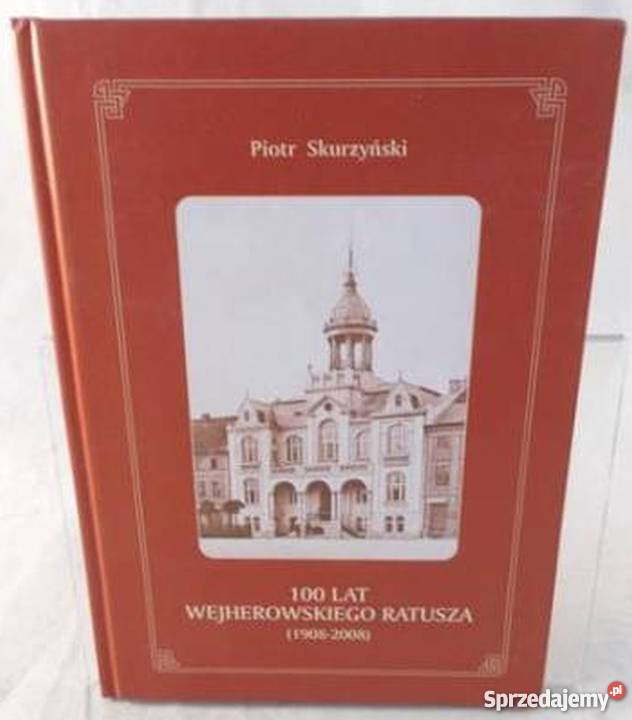 Piotr Skurzyński
100 LAT
WEJHEROWSKIEGO RATUSZA
(1908-2008)
Sprzedajemy.pl